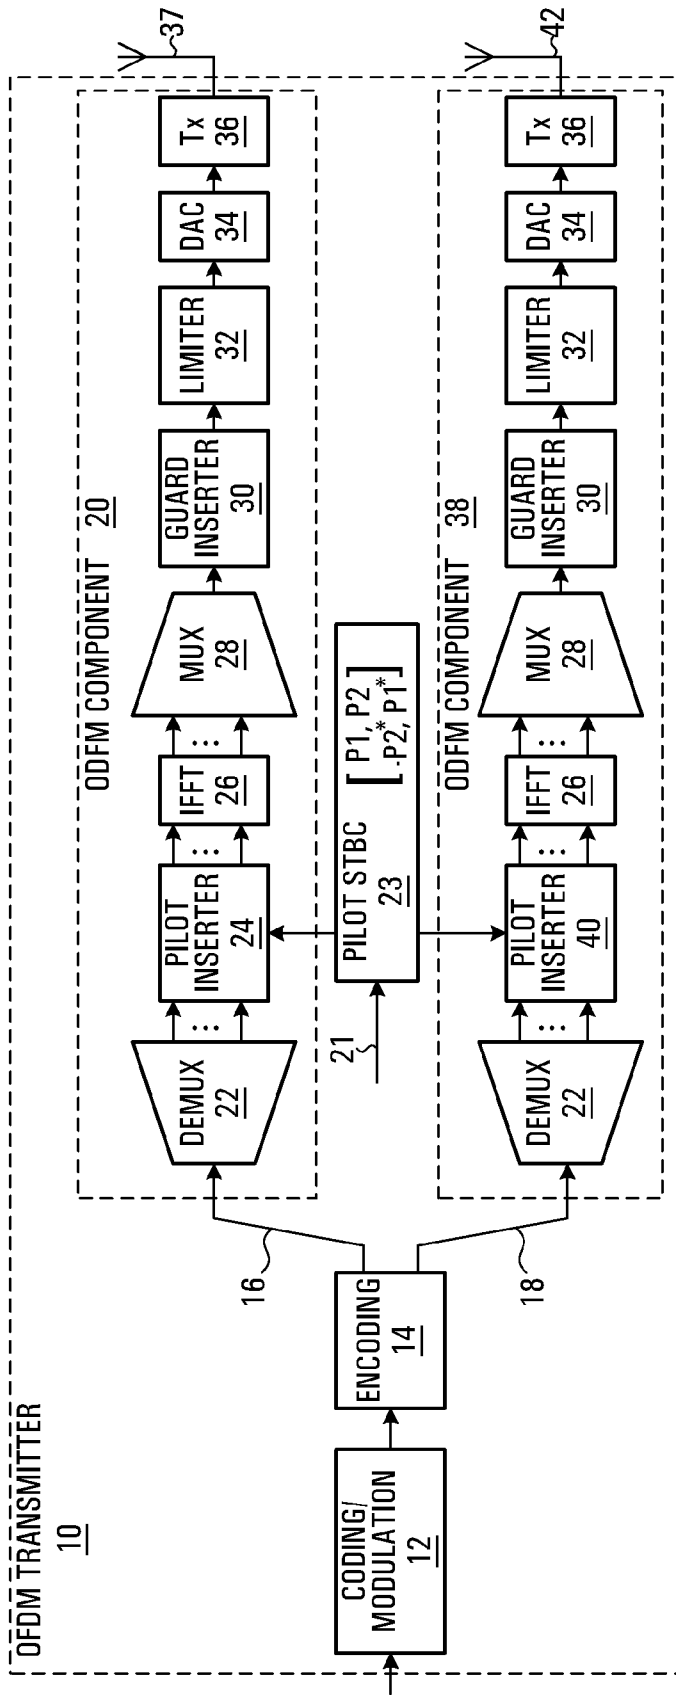 OFDM TRANSMITTER
10
CODING/
MODULATION
12
ENCODING
14
16
18
ODFM COMPONENT 20
DEMUX
22
PILOT
INSERTER
24
IFFT
26
MUX
28
GUARD
INSERTER
30
LIMITER
32
DAC
34
Tx
36
37
21
PILOT STBC
23
[ P1, P2
-P2*, P1* ]
ODFM COMPONENT 38
DEMUX
22
PILOT
INSERTER
40
IFFT
26
MUX
28
GUARD
INSERTER
30
LIMITER
32
DAC
34
Tx
36
42